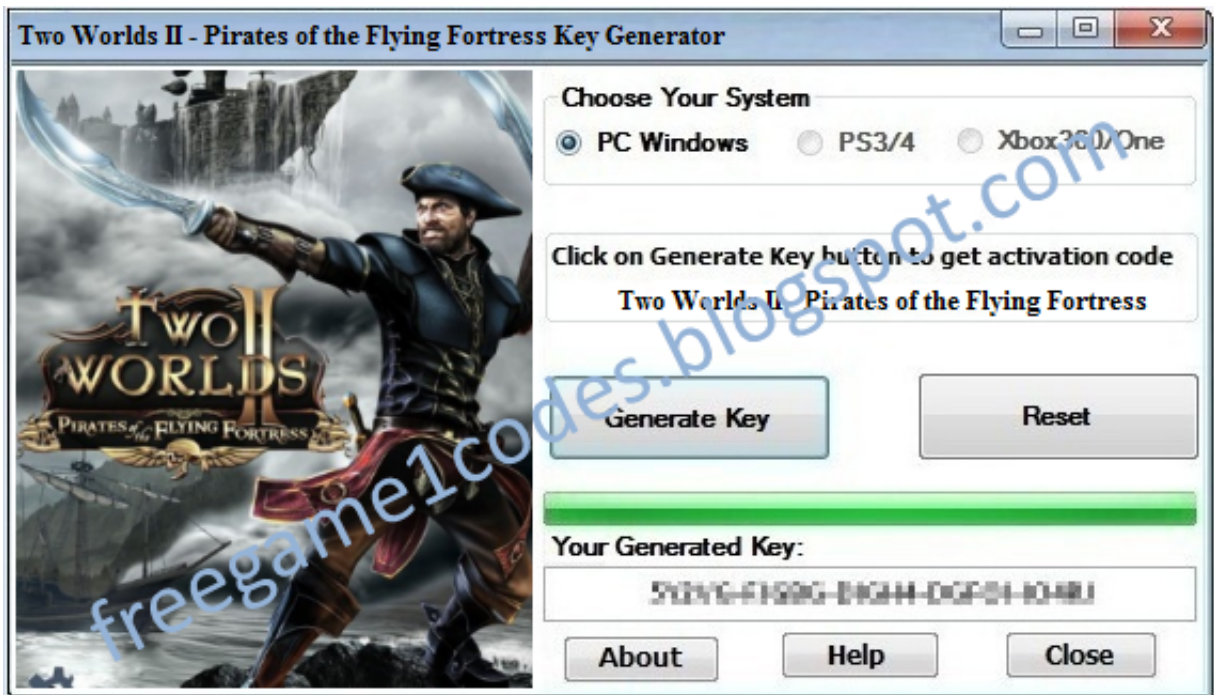 Two Worlds II - Pirates of the Flying Fortress Key Generator
Choose Your System
PC Windows PS3/4 Xbox360/One
Click on Generate Key button to get activation code
Two Worlds II - Pirates of the Flying Fortress
TWO II
WORLDS
PIRATES of the FLYING FORTRESS
Generate Key Reset
Your Generated Key:
About Help Close
freegame1codes.blogspot.com